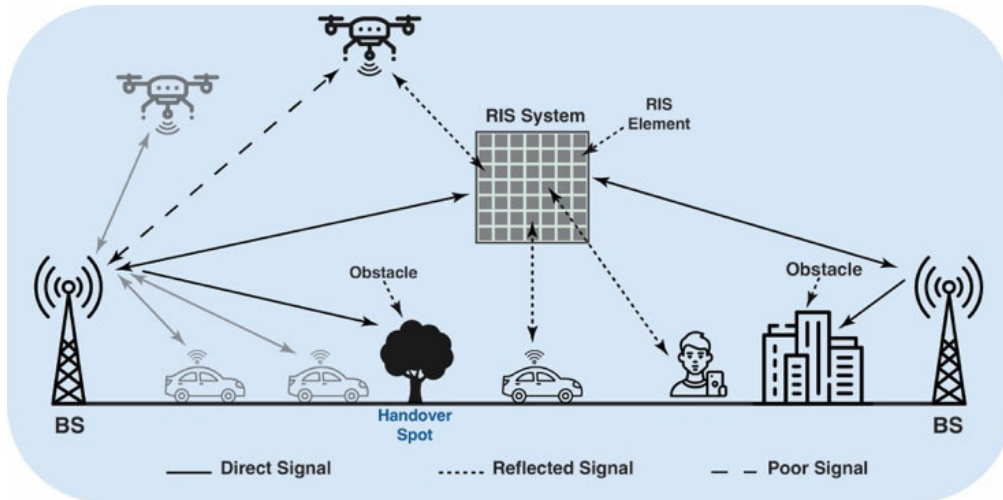 RIS System
RIS
Element
Obstacle
Obstacle
BS
Handover
Spot
BS
Direct Signal
Reflected Signal
Poor Signal